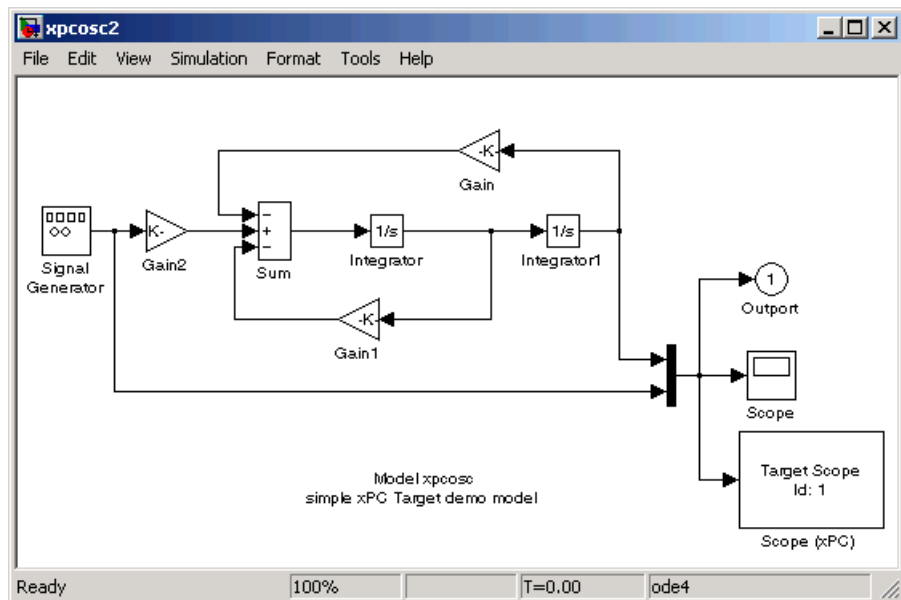 xpcosc2
File Edit View Simulation Format Tools Help
-K-
Gain
K-
Gain2
−
+
−
Sum
1/s
Integrator
1/s
Integrator1
Signal
Generator
-K-
Gain1
1
Outport
Scope
Target Scope
Id: 1
Scope (xPC)
Model xpcosc
simple xPC Target demo model
Ready 100% T=0.00 ode4